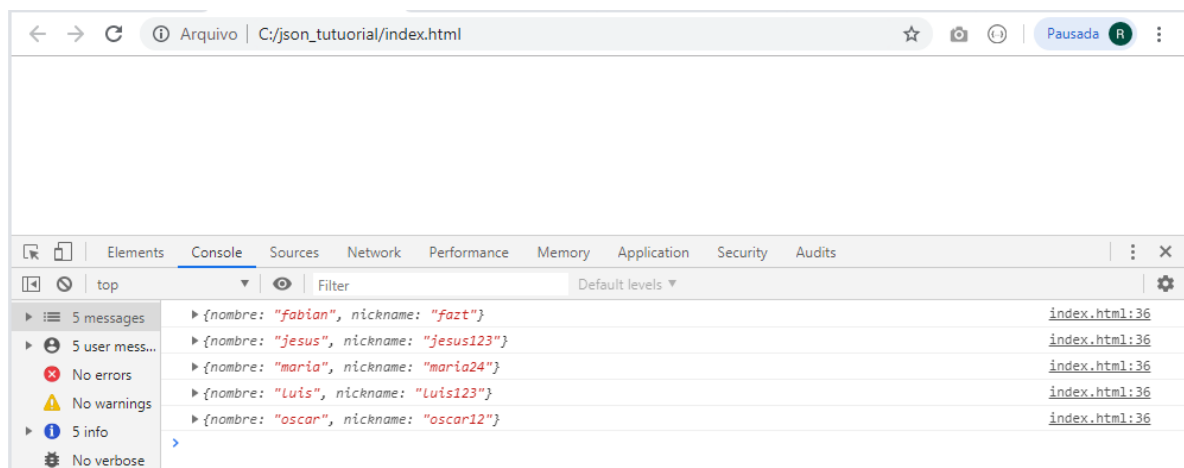 Arquivo | C:/json_tutuorial/index.html Pausada R
Elements Console Sources Network Performance Memory Application Security Audits
top Filter Default levels ▼
5 messages
{nombre: "fabian", nickname: "fazt"} index.html:36
5 user mess...
{nombre: "jesus", nickname: "jesus123"} index.html:36
No errors
{nombre: "maria", nickname: "maria24"} index.html:36
No warnings
{nombre: "luis", nickname: "luis123"} index.html:36
5 info
{nombre: "oscar", nickname: "oscar12"} index.html:36
No verbose